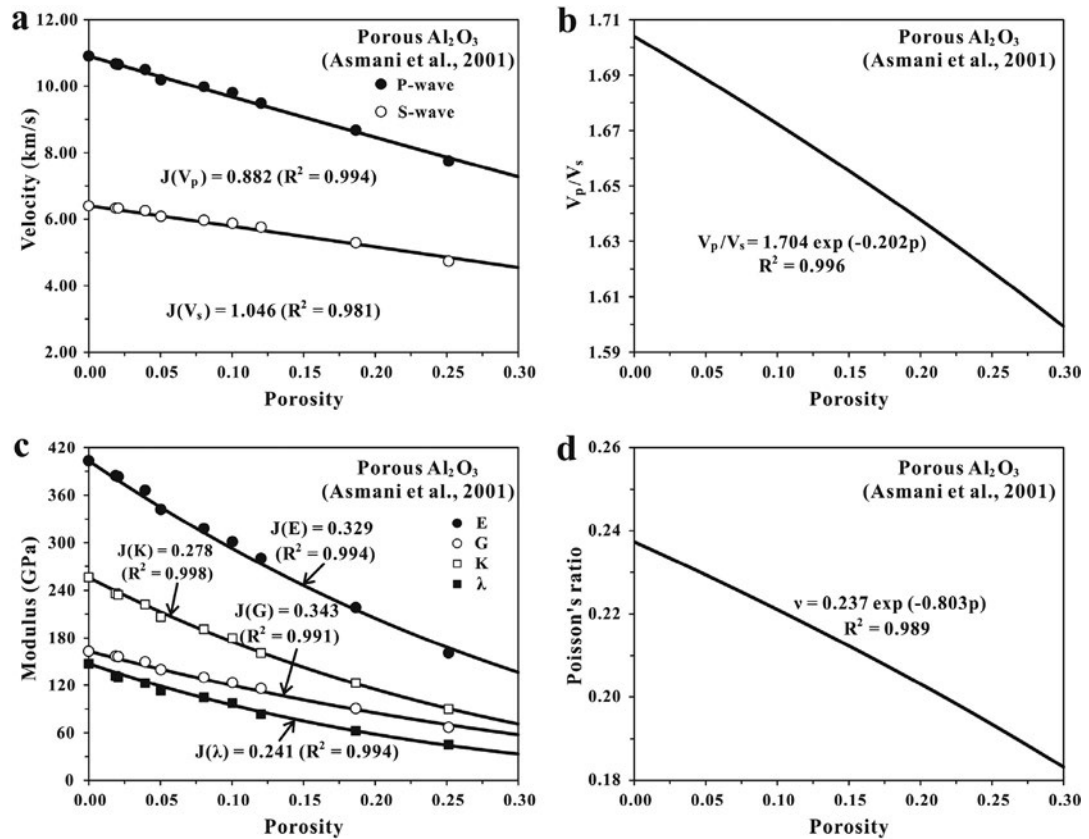 a
12.00
10.00
8.00
6.00
4.00
2.00
Velocity (km/s)
Porous Al₂O₃
(Asmani et al., 2001)
P-wave
S-wave
J(Vₚ) = 0.882 (R² = 0.994)
J(Vₛ) = 1.046 (R² = 0.981)
0.00 0.05 0.10 0.15 0.20 0.25 0.30
Porosity
b
1.71
1.69
1.67
1.65
1.63
1.61
1.59
Vₚ/Vₛ
Porous Al₂O₃
(Asmani et al., 2001)
Vₚ/Vₛ = 1.704 exp (-0.202p)
R² = 0.996
0.00 0.05 0.10 0.15 0.20 0.25 0.30
Porosity
c
420
360
300
240
180
120
60
0
Modulus (GPa)
Porous Al₂O₃
(Asmani et al., 2001)
E
G
K
λ
J(E) = 0.329
(R² = 0.994)
J(K) = 0.278
(R² = 0.998)
J(G) = 0.343
(R² = 0.991)
J(λ) = 0.241 (R² = 0.994)
0.00 0.05 0.10 0.15 0.20 0.25 0.30
Porosity
d
0.26
0.24
0.22
0.20
0.18
Poisson's ratio
Porous Al₂O₃
(Asmani et al., 2001)
ν = 0.237 exp (-0.803p)
R² = 0.989
0.00 0.05 0.10 0.15 0.20 0.25 0.30
Porosity